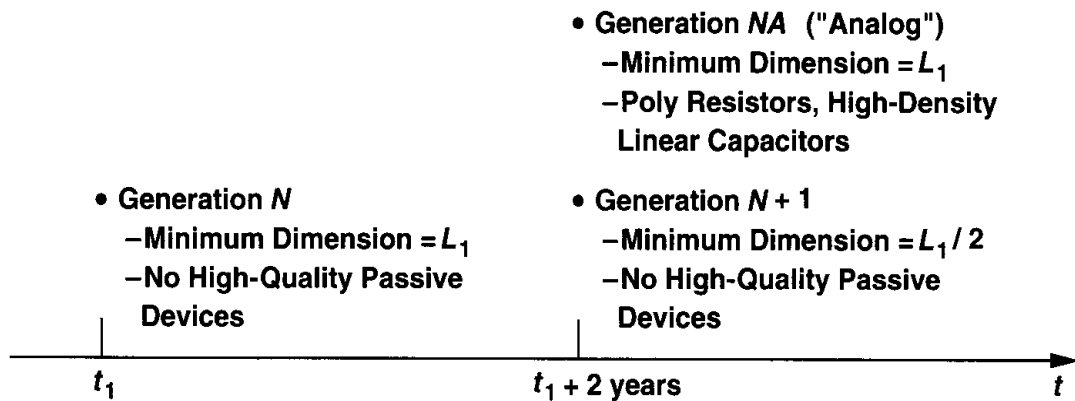 • Generation NA ("Analog")
–Minimum Dimension = L₁
–Poly Resistors, High-Density
Linear Capacitors
• Generation N
–Minimum Dimension = L₁
–No High-Quality Passive
Devices
• Generation N + 1
–Minimum Dimension = L₁ / 2
–No High-Quality Passive
Devices
t₁
t₁ + 2 years
t